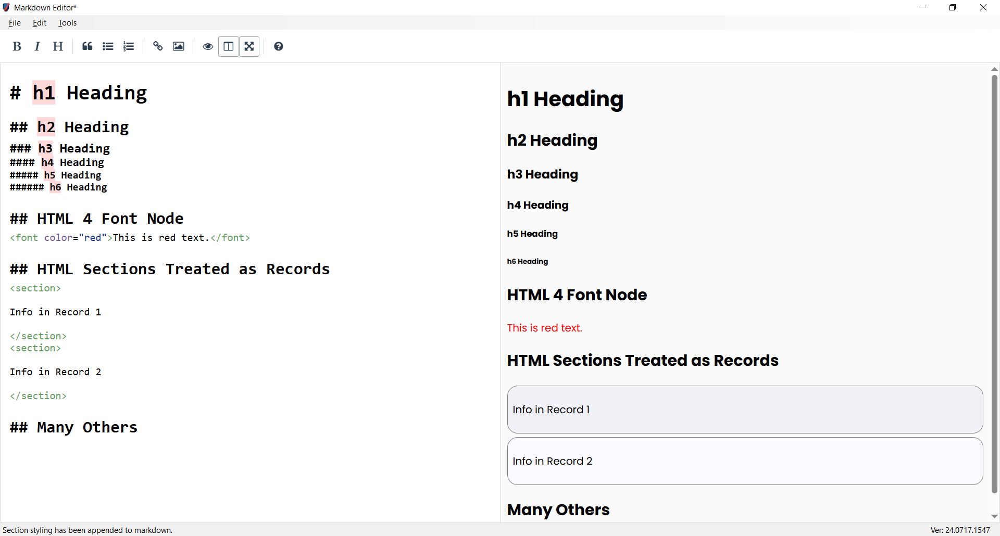 Markdown Editor*
File Edit Tools
B I H
# h1 Heading
## h2 Heading
### h3 Heading
#### h4 Heading
##### h5 Heading
###### h6 Heading
## HTML 4 Font Node
<font color="red">This is red text.</font>
## HTML Sections Treated as Records
<section>
Info in Record 1
</section>
<section>
Info in Record 2
</section>
## Many Others
h1 Heading
h2 Heading
h3 Heading
h4 Heading
h5 Heading
h6 Heading
HTML 4 Font Node
This is red text.
HTML Sections Treated as Records
Info in Record 1
Info in Record 2
Many Others
Section styling has been appended to markdown.
Ver: 24.0717.1547